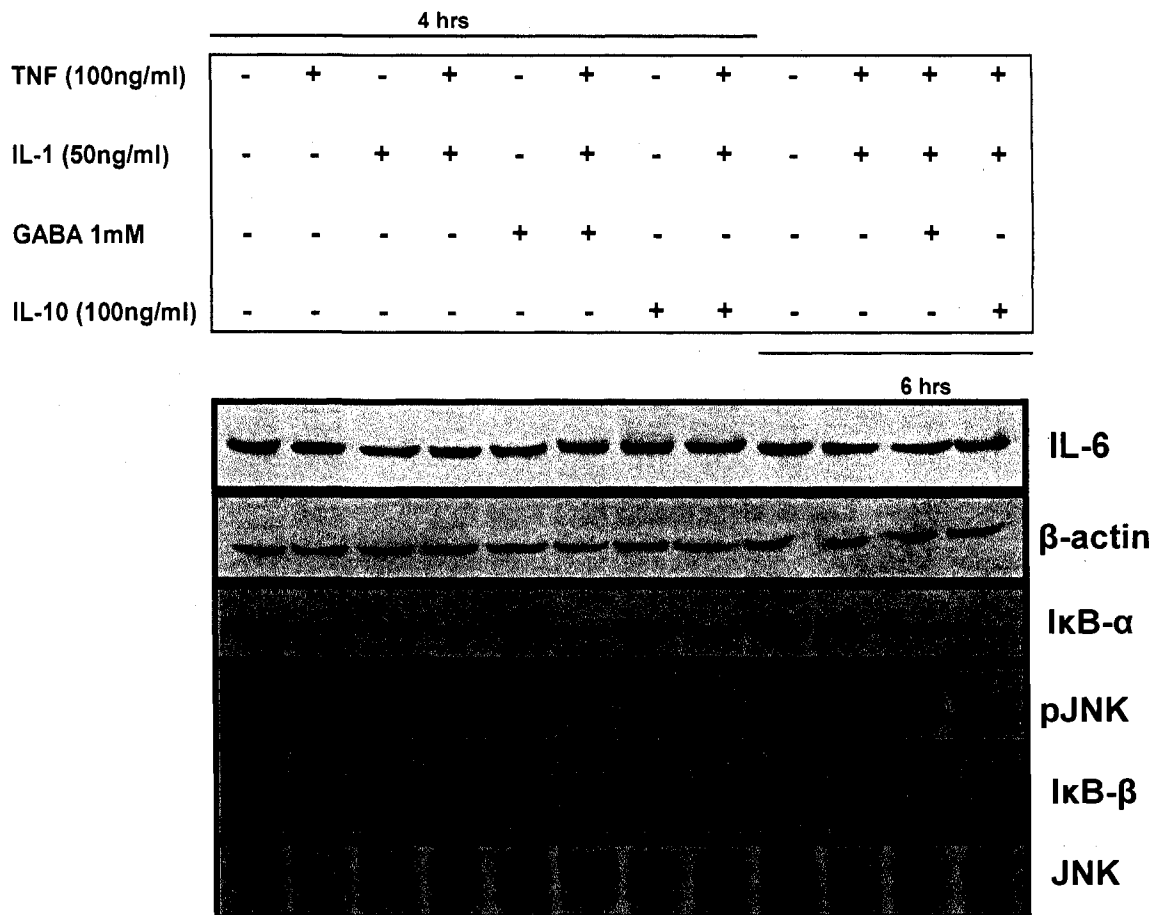 4 hrs
TNF (100ng/ml) - + - + - + - + - + + +
IL-1 (50ng/ml) - - + + - + - + - + + +
GABA 1mM - - - - + + - - - - + -
IL-10 (100ng/ml) - - - - - - + + - - - +
6 hrs
IL-6
β-actin
IκB-α
pJNK
IκB-β
JNK